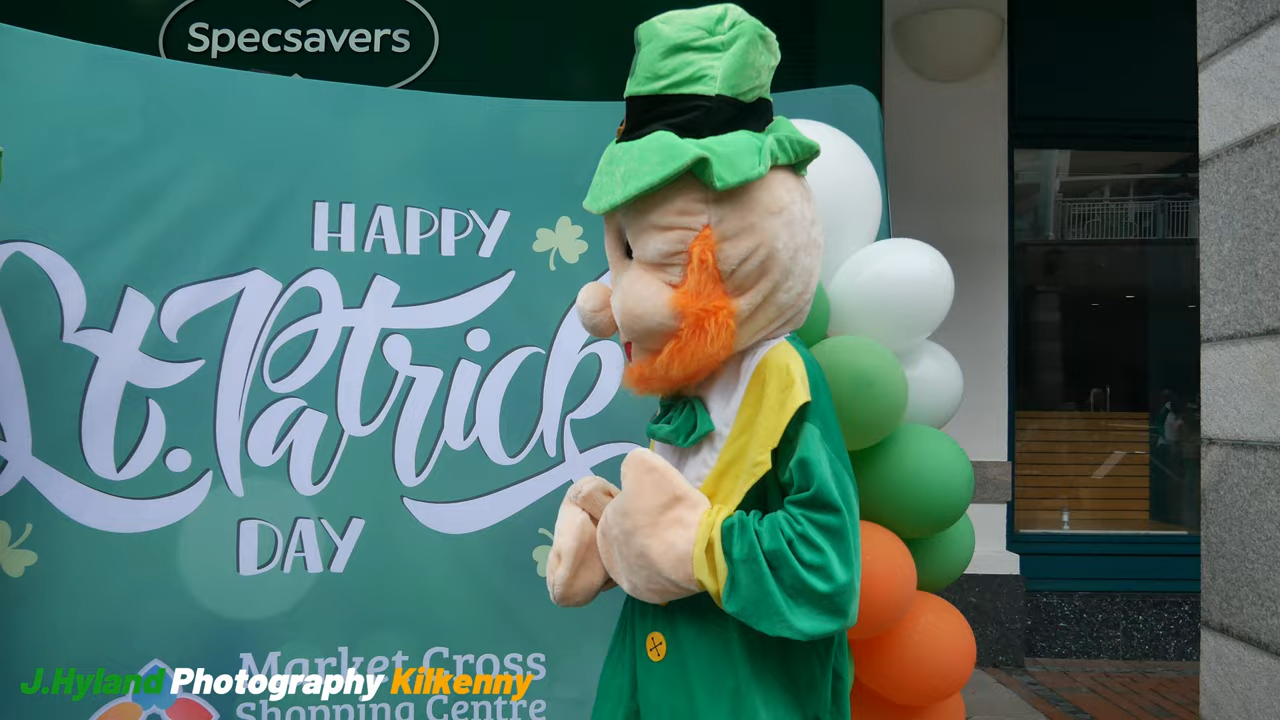 Specsavers
HAPPY
St. Patrick
DAY
Market Cross
Shopping Centre
J.Hyland Photography Kilkenny